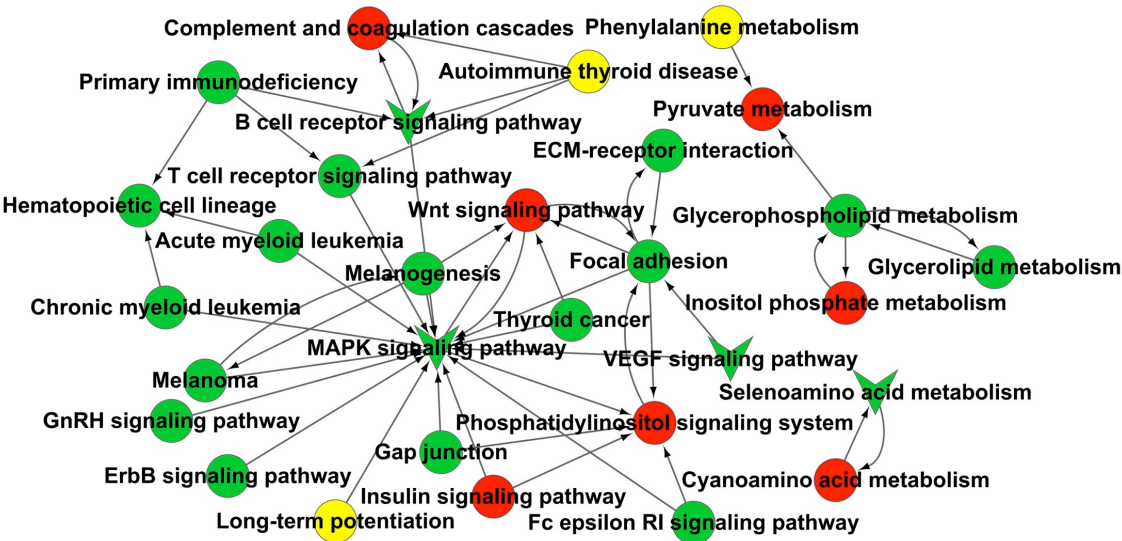 Complement and coagulation cascades
Phenylalanine metabolism
Autoimmune thyroid disease
Primary immunodeficiency
Pyruvate metabolism
B cell receptor signaling pathway
ECM-receptor interaction
T cell receptor signaling pathway
Hematopoietic cell lineage
Wnt signaling pathway
Glycerophospholipid metabolism
Acute myeloid leukemia
Focal adhesion
Glycerolipid metabolism
Melanogenesis
Chronic myeloid leukemia
Inositol phosphate metabolism
Thyroid cancer
MAPK signaling pathway
VEGF signaling pathway
Melanoma
Selenoamino acid metabolism
GnRH signaling pathway
Phosphatidylinositol signaling system
Gap junction
ErbB signaling pathway
Cyanoamino acid metabolism
Insulin signaling pathway
Long-term potentiation
Fc epsilon RI signaling pathway